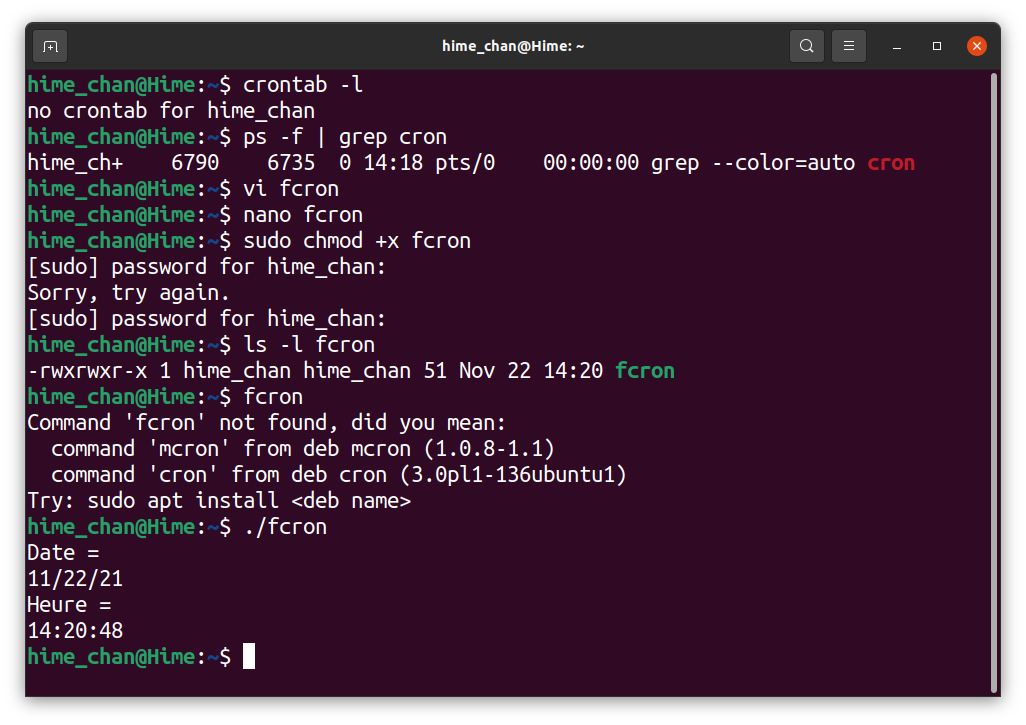 hime_chan@Hime: ~
hime_chan@Hime:~$ crontab -l
no crontab for hime_chan
hime_chan@Hime:~$ ps -f | grep cron
hime_ch+    6790    6735  0 14:18 pts/0    00:00:00 grep --color=auto cron
hime_chan@Hime:~$ vi fcron
hime_chan@Hime:~$ nano fcron
hime_chan@Hime:~$ sudo chmod +x fcron
[sudo] password for hime_chan:
Sorry, try again.
[sudo] password for hime_chan:
hime_chan@Hime:~$ ls -l fcron
-rwxrwxr-x 1 hime_chan hime_chan 51 Nov 22 14:20 fcron
hime_chan@Hime:~$ fcron
Command 'fcron' not found, did you mean:
  command 'mcron' from deb mcron (1.0.8-1.1)
  command 'cron' from deb cron (3.0pl1-136ubuntu1)
Try: sudo apt install <deb name>
hime_chan@Hime:~$ ./fcron
Date =
11/22/21
Heure =
14:20:48
hime_chan@Hime:~$